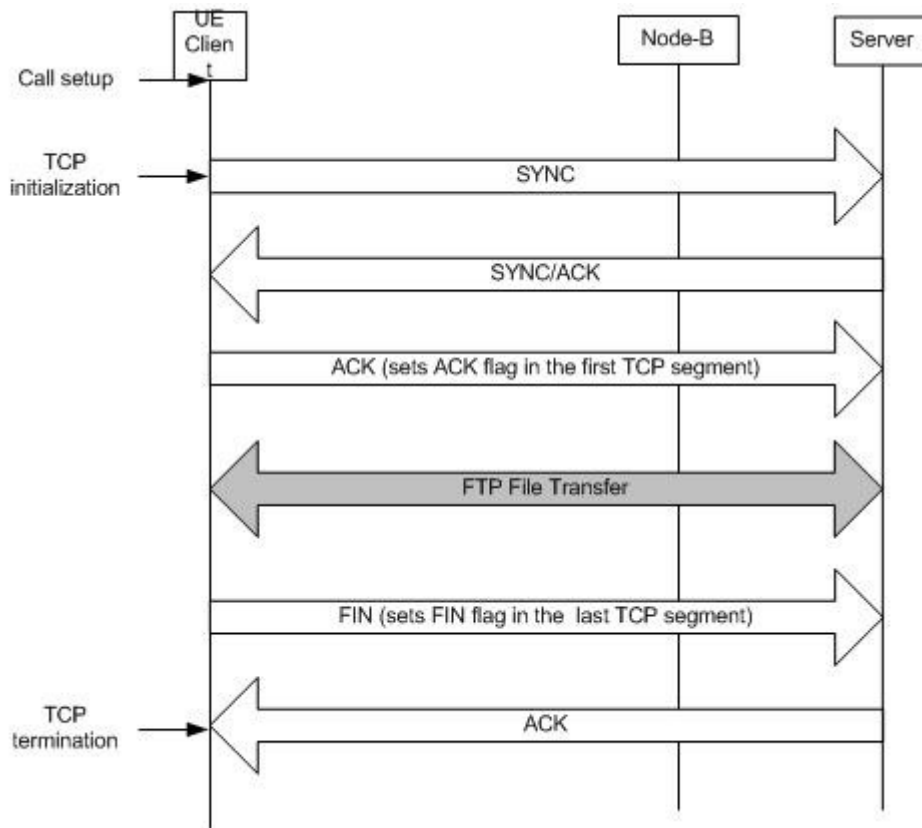 UE
Clien
t
Node-B
Server
Call setup
TCP
initialization
SYNC
SYNC/ACK
ACK (sets ACK flag in the first TCP segment)
FTP File Transfer
FIN (sets FIN flag in the last TCP segment)
TCP
termination
ACK